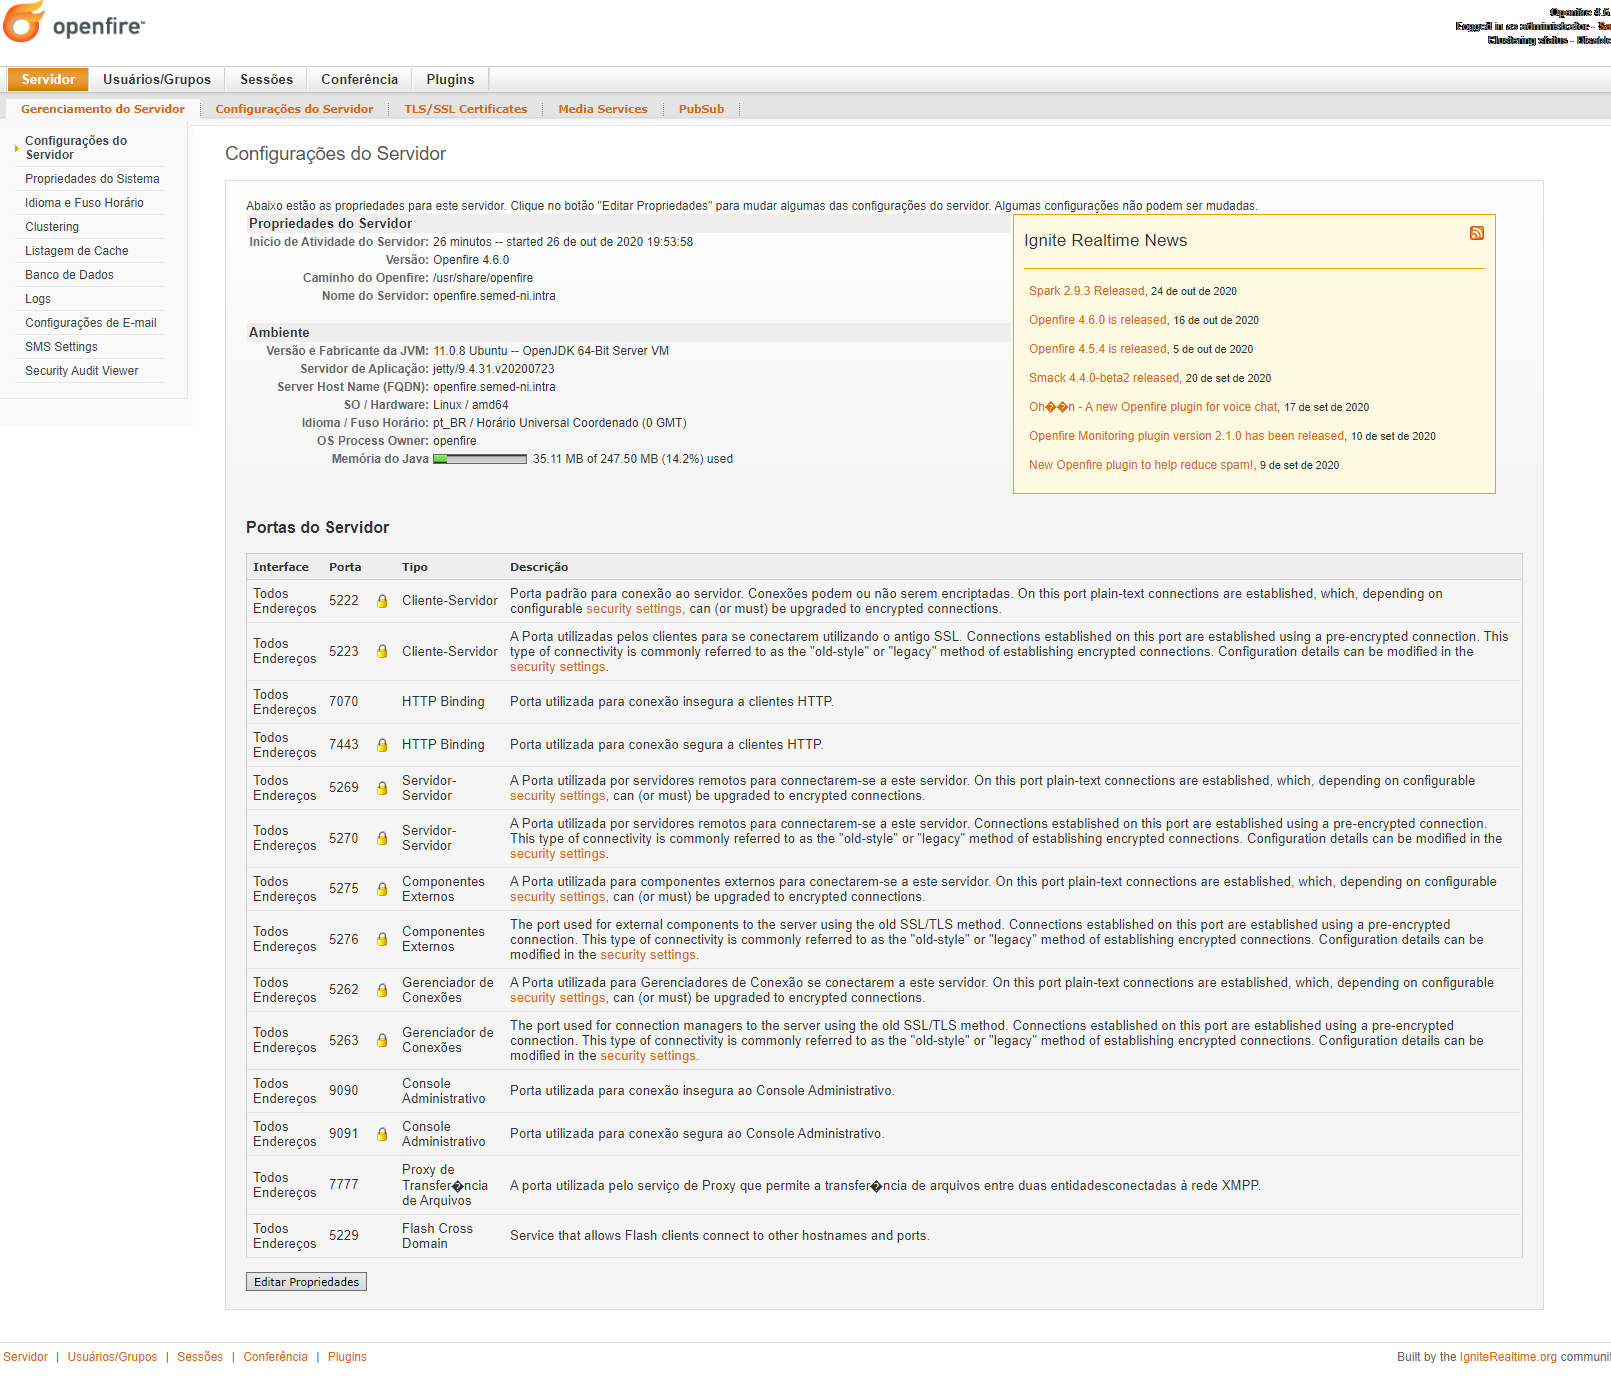 openfire
Openfire 4.6.
Logged in as administrador - Sa
Clustering status - Disable
Servidor Usuários/Grupos Sessões Conferência Plugins
Gerenciamento do Servidor Configurações do Servidor TLS/SSL Certificates Media Services PubSub
Configurações do
Servidor
Propriedades do Sistema
Idioma e Fuso Horário
Clustering
Listagem de Cache
Banco de Dados
Logs
Configurações de E-mail
SMS Settings
Security Audit Viewer
Configurações do Servidor
Abaixo estão as propriedades para este servidor. Clique no botão "Editar Propriedades" para mudar algumas das configurações do servidor. Algumas configurações não podem ser mudadas.
Propriedades do Servidor
Início de Atividade do Servidor: 26 minutos -- started 26 de out de 2020 19:53:58
Versão: Openfire 4.6.0
Caminho do Openfire: /usr/share/openfire
Nome do Servidor: openfire.semed-ni.intra
Ambiente
Versão e Fabricante da JVM: 11.0.8 Ubuntu -- OpenJDK 64-Bit Server VM
Servidor de Aplicação: jetty/9.4.31.v20200723
Server Host Name (FQDN): openfire.semed-ni.intra
SO / Hardware: Linux / amd64
Idioma / Fuso Horário: pt_BR / Horário Universal Coordenado (0 GMT)
OS Process Owner: openfire
Memória do Java 35.11 MB of 247.50 MB (14.2%) used
Ignite Realtime News
Spark 2.9.3 Released, 24 de out de 2020
Openfire 4.6.0 is released, 16 de out de 2020
Openfire 4.5.4 is released, 5 de out de 2020
Smack 4.4.0-beta2 released, 20 de set de 2020
Oh��n - A new Openfire plugin for voice chat, 17 de set de 2020
Openfire Monitoring plugin version 2.1.0 has been released, 10 de set de 2020
New Openfire plugin to help reduce spam!, 9 de set de 2020
Portas do Servidor
Interface Porta Tipo Descrição
Todos Endereços 5222 Cliente-Servidor Porta padrão para conexão ao servidor. Conexões podem ou não serem encriptadas. On this port plain-text connections are established, which, depending on
configurable security settings, can (or must) be upgraded to encrypted connections.
Todos Endereços 5223 Cliente-Servidor A Porta utilizadas pelos clientes para se conectarem utilizando o antigo SSL. Connections established on this port are established using a pre-encrypted connection. This
type of connectivity is commonly referred to as the "old-style" or "legacy" method of establishing encrypted connections. Configuration details can be modified in the
security settings.
Todos Endereços 7070 HTTP Binding Porta utilizada para conexão insegura a clientes HTTP.
Todos Endereços 7443 HTTP Binding Porta utilizada para conexão segura a clientes HTTP.
Todos Endereços 5269 Servidor-Servidor A Porta utilizada por servidores remotos para connectarem-se a este servidor. On this port plain-text connections are established, which, depending on configurable
security settings, can (or must) be upgraded to encrypted connections.
Todos Endereços 5270 Servidor-Servidor A Porta utilizada por servidores remotos para connectarem-se a este servidor. Connections established on this port are established using a pre-encrypted connection.
This type of connectivity is commonly referred to as the "old-style" or "legacy" method of establishing encrypted connections. Configuration details can be modified in the
security settings.
Todos Endereços 5275 Componentes Externos A Porta utilizada para componentes externos para conectarem-se a este servidor. On this port plain-text connections are established, which, depending on configurable
security settings, can (or must) be upgraded to encrypted connections.
Todos Endereços 5276 Componentes Externos The port used for external components to the server using the old SSL/TLS method. Connections established on this port are established using a pre-encrypted
connection. This type of connectivity is commonly referred to as the "old-style" or "legacy" method of establishing encrypted connections. Configuration details can be
modified in the security settings.
Todos Endereços 5262 Gerenciador de Conexões A Porta utilizada para Gerenciadores de Conexão se conectarem a este servidor. On this port plain-text connections are established, which, depending on configurable
security settings, can (or must) be upgraded to encrypted connections.
Todos Endereços 5263 Gerenciador de Conexões The port used for connection managers to the server using the old SSL/TLS method. Connections established on this port are established using a pre-encrypted
connection. This type of connectivity is commonly referred to as the "old-style" or "legacy" method of establishing encrypted connections. Configuration details can be
modified in the security settings.
Todos Endereços 9090 Console Administrativo Porta utilizada para conexão insegura ao Console Administrativo.
Todos Endereços 9091 Console Administrativo Porta utilizada para conexão segura ao Console Administrativo.
Todos Endereços 7777 Proxy de Transfer�ncia de Arquivos A porta utilizada pelo serviço de Proxy que permite a transfer�ncia de arquivos entre duas entidadesconectadas à rede XMPP.
Todos Endereços 5229 Flash Cross Domain Service that allows Flash clients connect to other hostnames and ports.
Editar Propriedades
Servidor | Usuários/Grupos | Sessões | Conferência | Plugins
Built by the IgniteRealtime.org communit